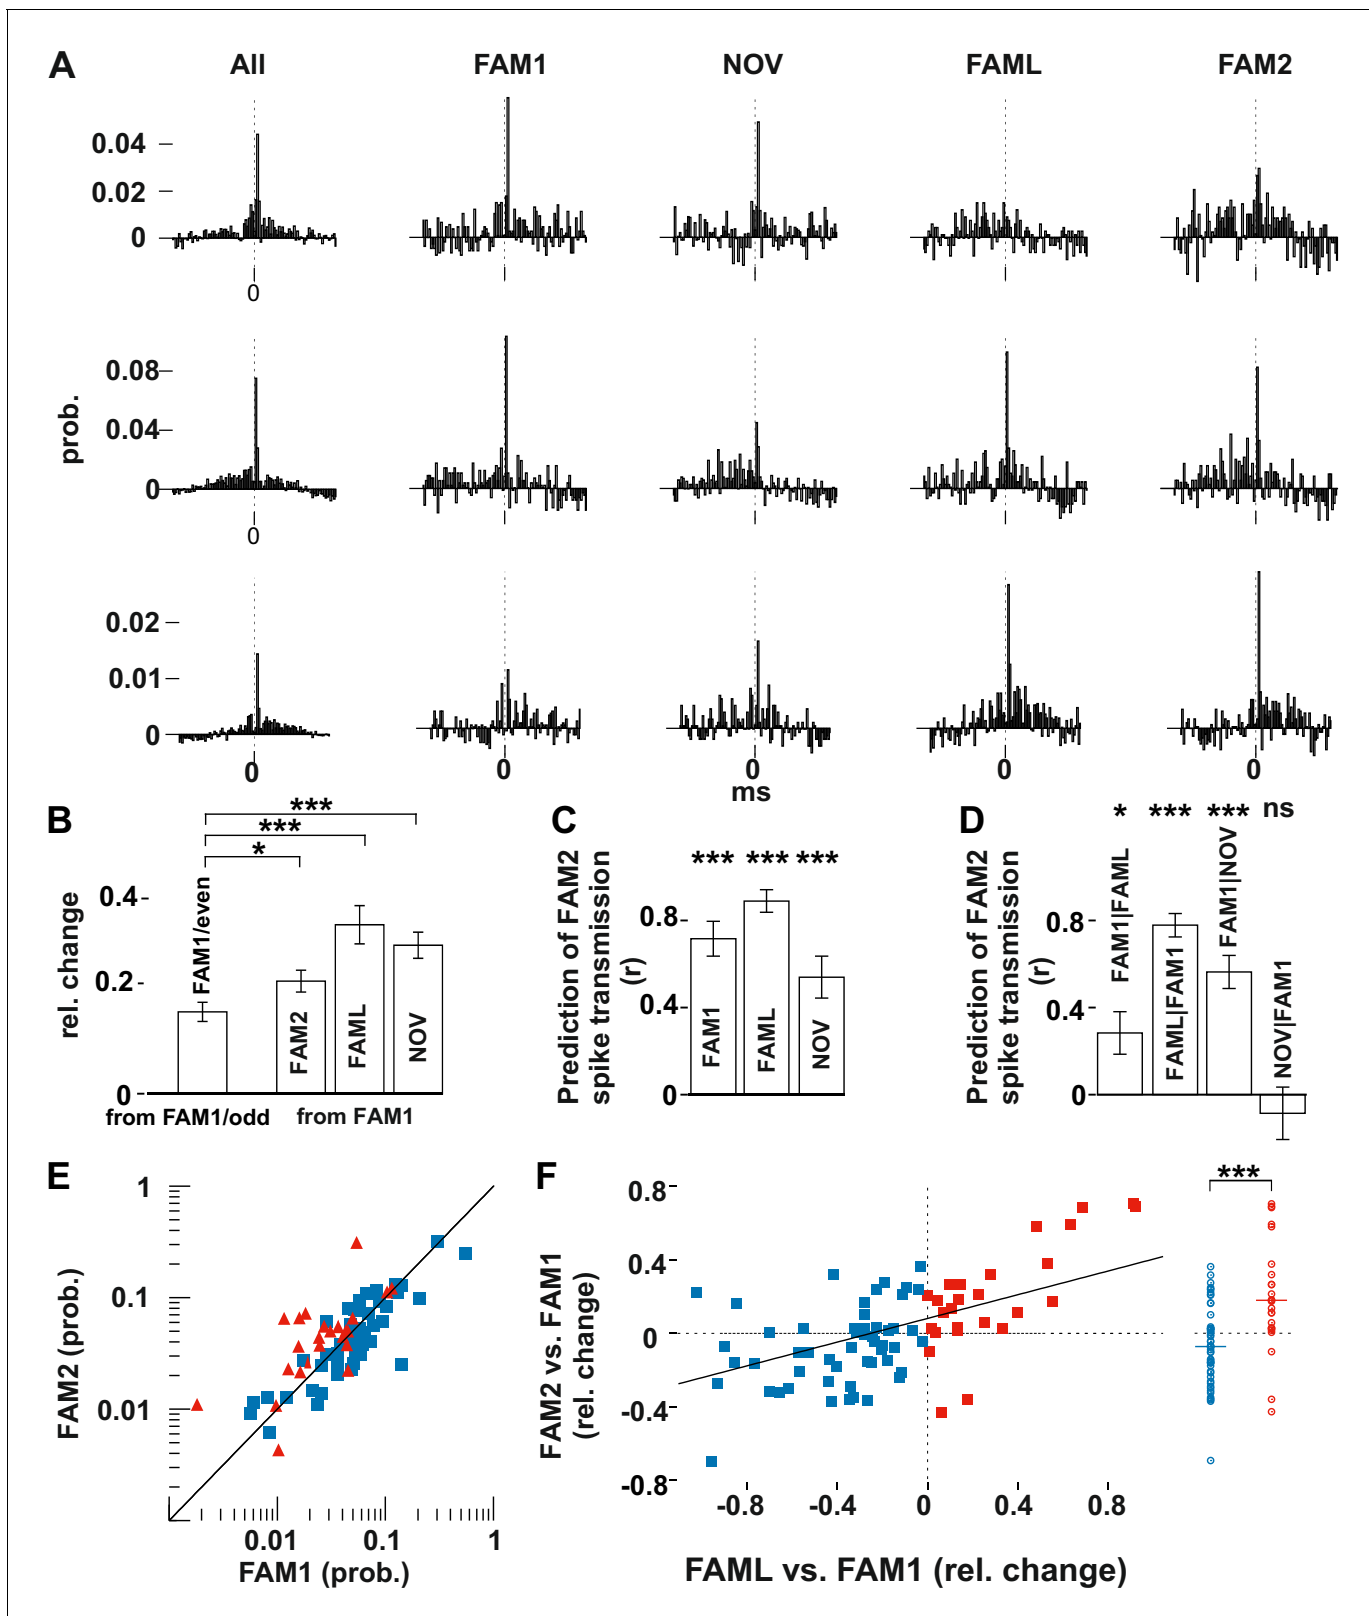 A
All
FAM1
NOV
FAML
FAM2
prob.
0.04
0.02
0
0
0.08
0.04
0
0
0.02
0.01
0
0
0
0
0
0
ms
B
rel. change
0.4
0.2
0
***
***
*
FAM1/even
FAM2
FAML
NOV
from FAM1/odd
from FAM1
C
Prediction of FAM2
spike transmission
(r)
0.8
0.4
0
*** *** ***
FAM1
FAML
NOV
D
Prediction of FAM2
spike transmission
(r)
0.8
0.4
0
* *** *** ns
FAM1|FAML
FAML|FAM1
FAM1|NOV
NOV|FAM1
E
FAM2 (prob.)
1
0.1
0.01
0.01
0.1
1
FAM1 (prob.)
F
FAM2 vs. FAM1
(rel. change)
0.8
0.4
0
-0.4
-0.8
-0.8
-0.4
0
0.4
0.8
***
FAML vs. FAM1 (rel. change)